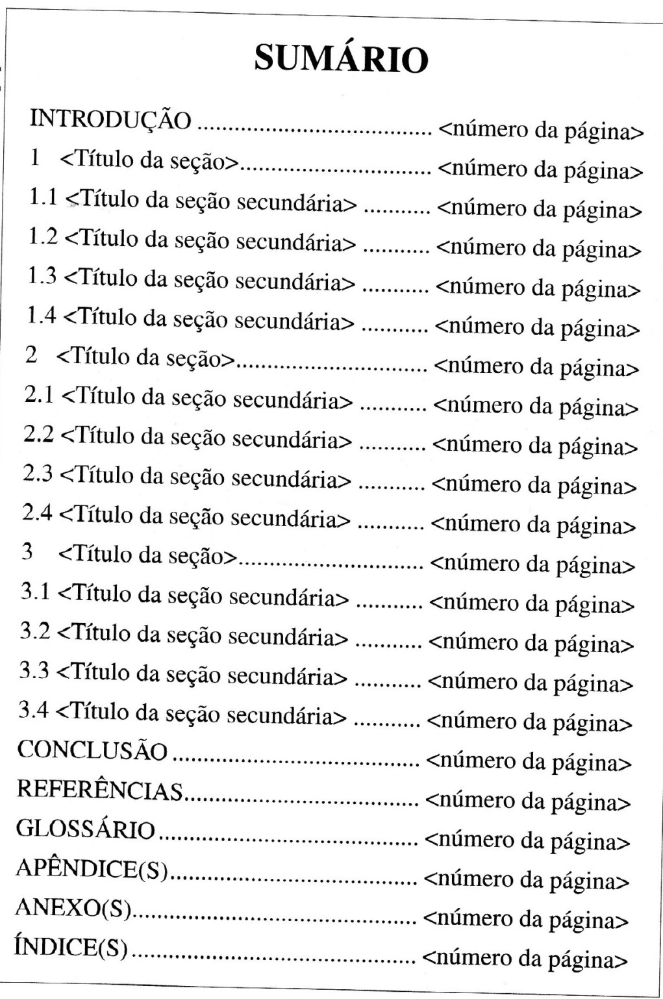 SUMÁRIO
INTRODUÇÃO ...................................... <número da página>
1 <Título da seção>............................... <número da página>
1.1 <Título da seção secundária> ........... <número da página>
1.2 <Título da seção secundária> ........... <número da página>
1.3 <Título da seção secundária> ........... <número da página>
1.4 <Título da seção secundária> ........... <número da página>
2 <Título da seção>............................... <número da página>
2.1 <Título da seção secundária> ........... <número da página>
2.2 <Título da seção secundária> ........... <número da página>
2.3 <Título da seção secundária> ........... <número da página>
2.4 <Título da seção secundária> ........... <número da página>
3 <Título da seção>.............................. <número da página>
3.1 <Título da seção secundária> ........... <número da página>
3.2 <Título da seção secundária> ........... <número da página>
3.3 <Título da seção secundária> ........... <número da página>
3.4 <Título da seção secundária> ........... <número da página>
CONCLUSÃO ........................................ <número da página>
REFERÊNCIAS...................................... <número da página>
GLOSSÁRIO .......................................... <número da página>
APÊNDICE(S)........................................ <número da página>
ANEXO(S).............................................. <número da página>
ÍNDICE(S) .............................................. <número da página>